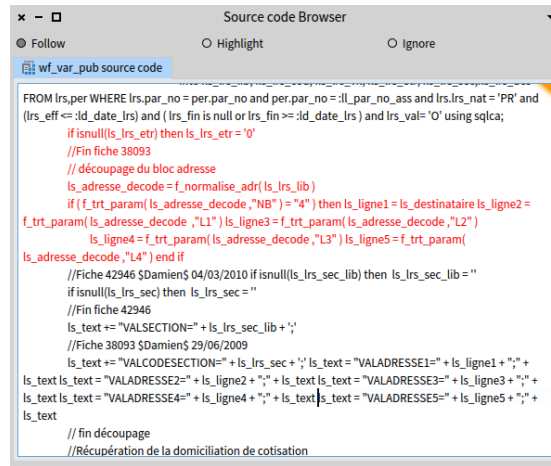 Source code Browser
Follow
Highlight
Ignore
wf_var_pub source code
FROM lrs,per WHERE lrs.par_no = per.par_no and per.par_no = :ll_par_no_ass and lrs.lrs_nat = 'PR' and
(lrs_eff <= :ld_date_lrs) and ( lrs_fin is null or lrs_fin >= :ld_date_lrs ) and lrs_val= 'O' using sqlca;
if isnull(ls_lrs_etr) then ls_lrs_etr = '0'
//Fin fiche 38093
// découpage du bloc adresse
ls_adresse_decode = f_normalise_adr( ls_lrs_lib )
if ( f_trt_param( ls_adresse_decode ,"NB" ) = "4" ) then ls_ligne1 = ls_destinataire ls_ligne2 =
f_trt_param( ls_adresse_decode ,"L1" ) ls_ligne3 = f_trt_param( ls_adresse_decode ,"L2" )
ls_ligne4 = f_trt_param( ls_adresse_decode ,"L3" ) ls_ligne5 = f_trt_param(
ls_adresse_decode ,"L4" ) end if
//Fiche 42946 $Damien$ 04/03/2010 if isnull(ls_lrs_sec_lib) then ls_lrs_sec_lib = ''
if isnull(ls_lrs_sec) then ls_lrs_sec = ''
//Fin fiche 42946
ls_text += "VALSECTION=" + ls_lrs_sec_lib + ';'
//Fiche 38093 $Damien$ 29/06/2009
ls_text += "VALCODESECTION=" + ls_lrs_sec + ';' ls_text = "VALADRESSE1=" + ls_ligne1 + ";" +
ls_text ls_text = "VALADRESSE2=" + ls_ligne2 + ";" + ls_text ls_text = "VALADRESSE3=" + ls_ligne3 + ";" +
ls_text ls_text = "VALADRESSE4=" + ls_ligne4 + ";" + ls_text ls_text = "VALADRESSE5=" + ls_ligne5 + ";" +
ls_text
// fin découpage
//Récupération de la domiciliation de cotisation